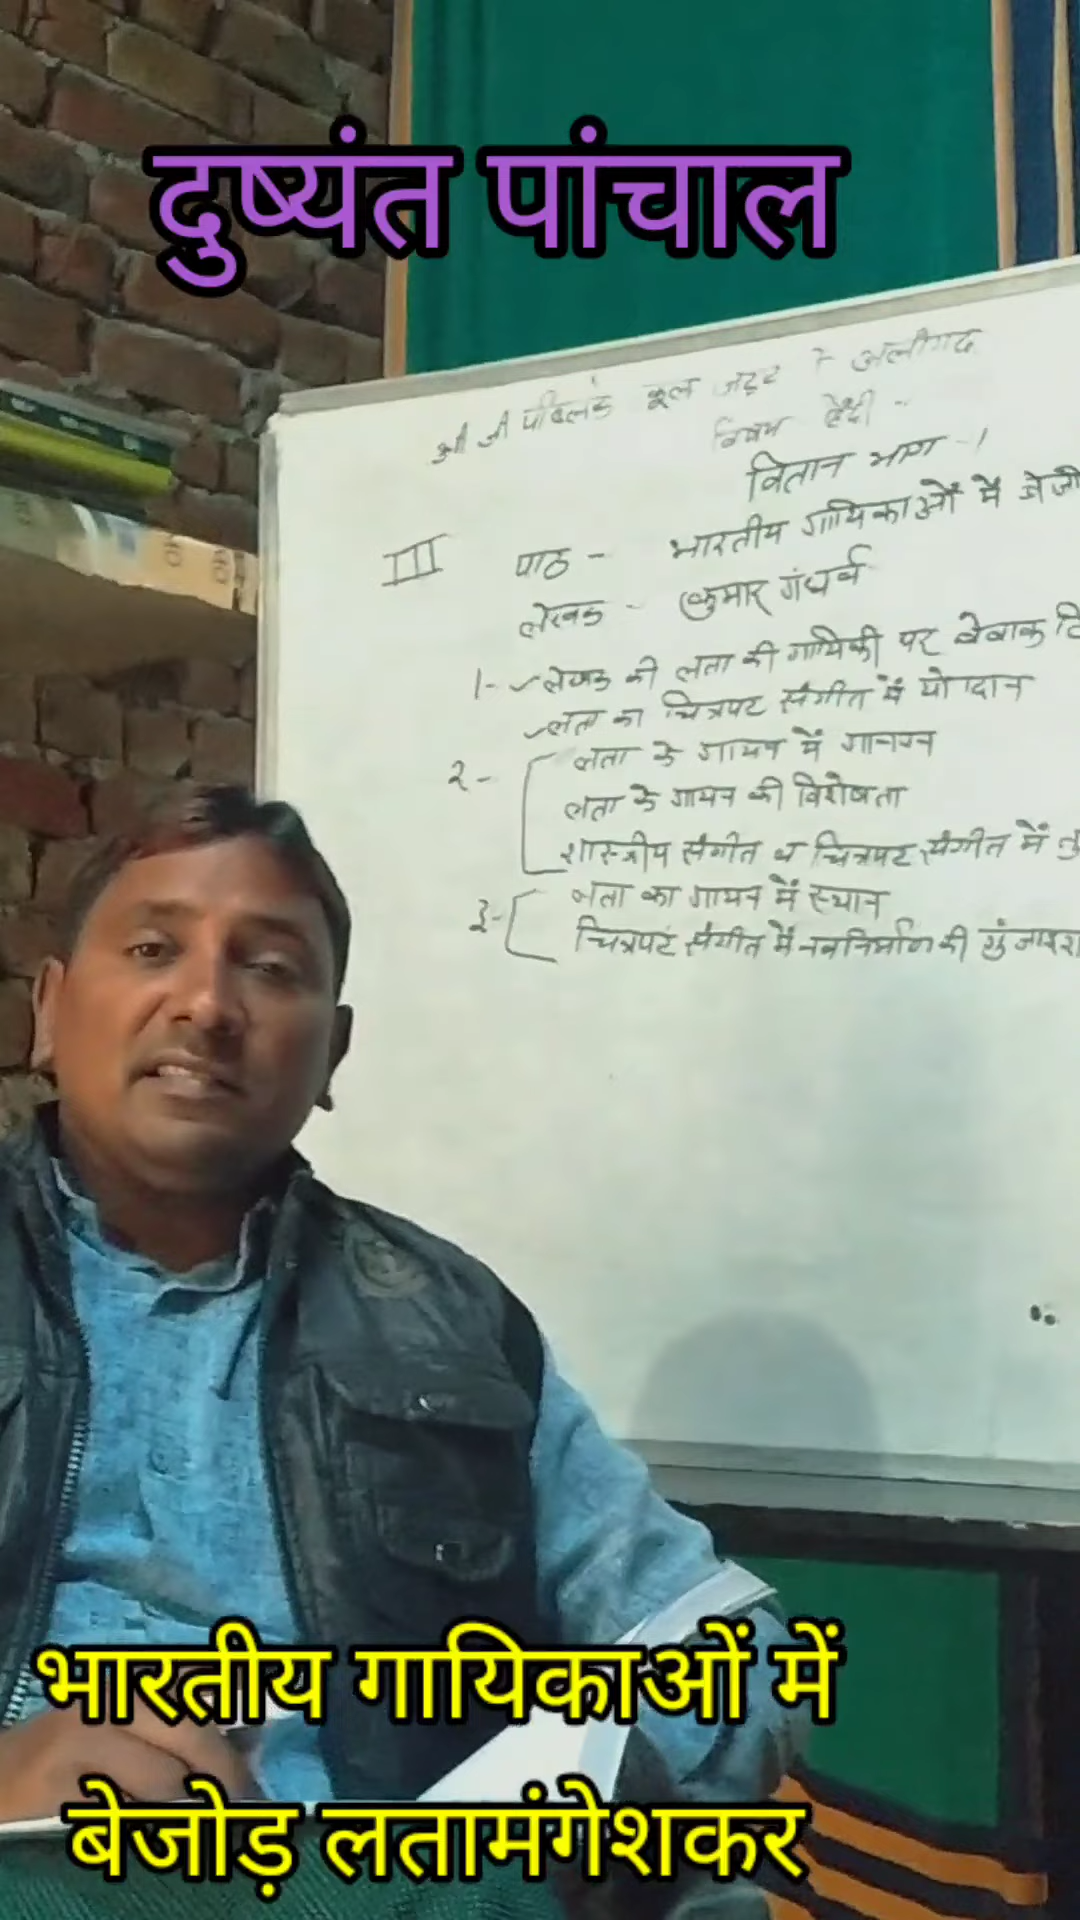 दुष्यंत पांचाल
पब्लिक जट्ट अलीगढ
विषय हिंदी -
वितान भाग -1
III पाठ - भारतीय गायिकाओं में
लेखक - कुमार गंधर्व
1- लेखक की लता की गायिकी पर
लता का चित्रपट संगीत में योगदान
2- लता के गायन में गानपन
लता के गायन की विशेषता
शास्त्रीय संगीत व चित्रपट संगीत में
3- लता का गायन में स्थान
चित्रपट संगीत में नवनिर्माण की
भारतीय गायिकाओं में
बेजोड़ लतामंगेशकर